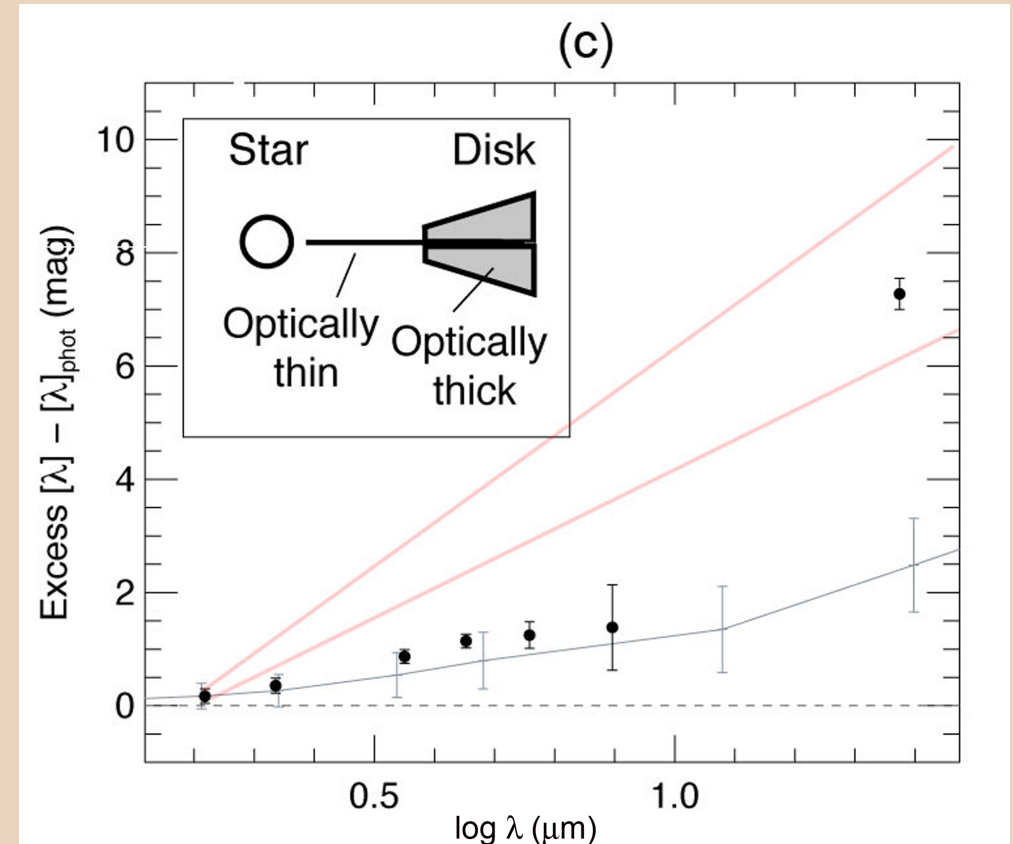 (c)
10
8
6
4
2
0
Excess [λ] – [λ]phot (mag)
Star
Disk
Optically
thin
Optically
thick
0.5
1.0
log λ (μm)